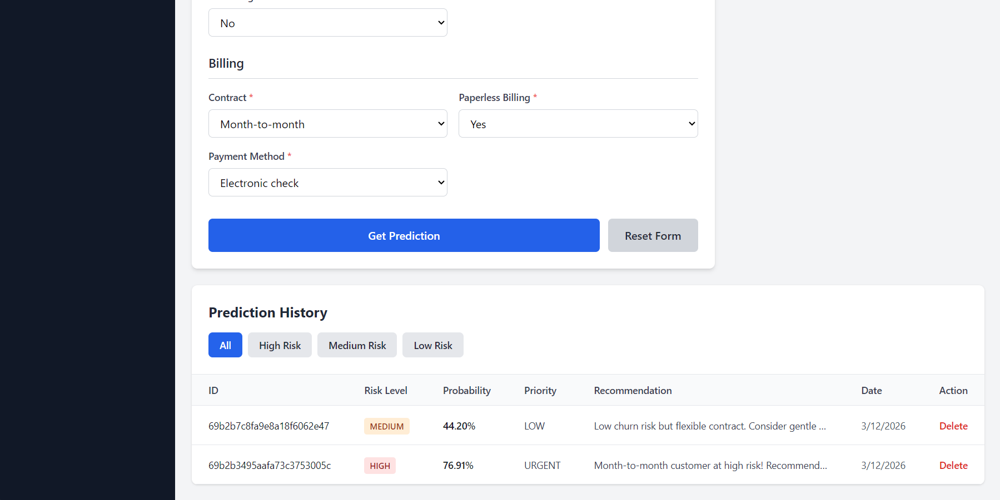 No
Billing
Contract *
Paperless Billing *
Month-to-month
Yes
Payment Method *
Electronic check
Get Prediction
Reset Form
Prediction History
All
High Risk
Medium Risk
Low Risk
ID Risk Level Probability Priority Recommendation Date Action
69b2b7c8fa9e8a18f6062e47 MEDIUM 44.20% LOW Low churn risk but flexible contract. Consider gentle ... 3/12/2026 Delete
69b2b3495aafa73c3753005c HIGH 76.91% URGENT Month-to-month customer at high risk! Recommend... 3/12/2026 Delete